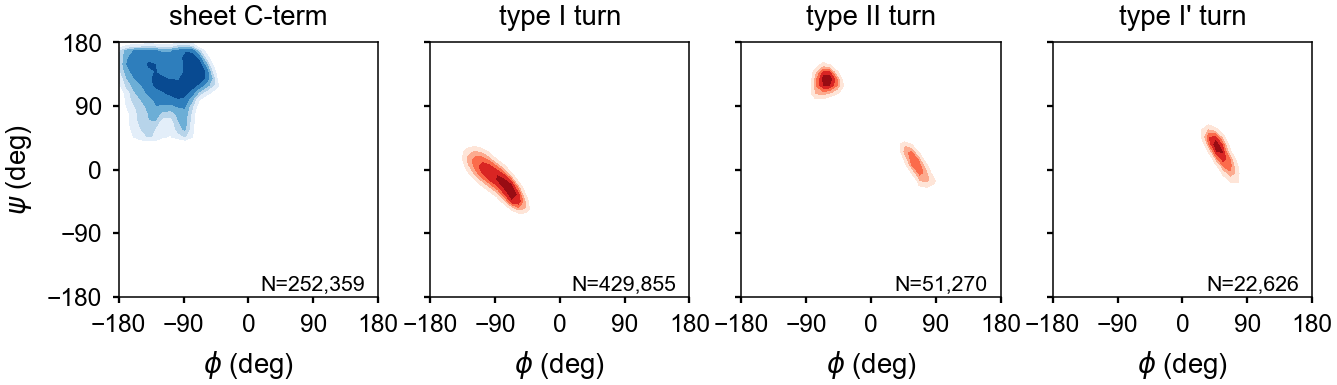 sheet C-term type I turn type II turn type I' turn
180
90
0
−90
−180
ψ (deg)
N=252,359 N=429,855 N=51,270 N=22,626
−180 −90 0 90 180 −180 −90 0 90 180 −180 −90 0 90 180 −180 −90 0 90 180
ϕ (deg) ϕ (deg) ϕ (deg) ϕ (deg)